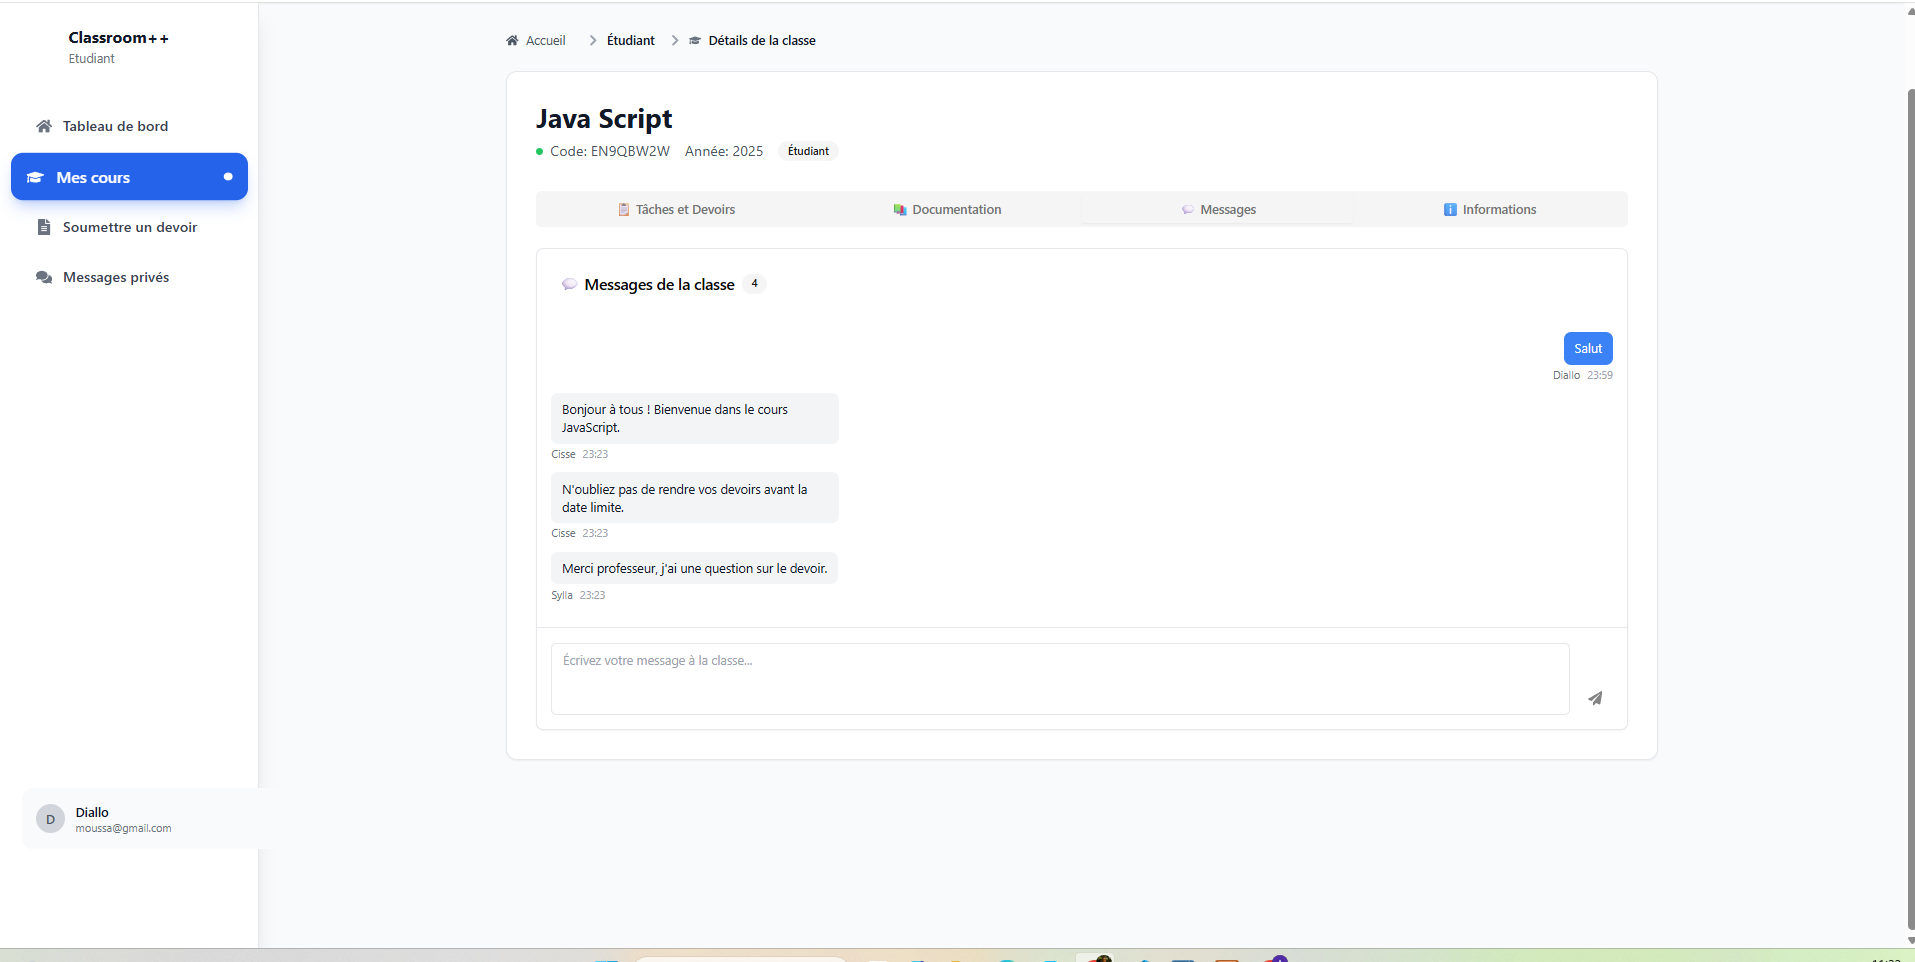 Classroom++
Etudiant
Tableau de bord
Mes cours
Soumettre un devoir
Messages privés
Diallo
D
moussa@gmail.com
Accueil
Étudiant
Détails de la classe
Java Script
Code: EN9QBW2W
Année: 2025
Étudiant
Tâches et Devoirs
Documentation
Messages
Informations
Messages de la classe
4
Salut
Diallo 23:59
Bonjour à tous ! Bienvenue dans le cours
JavaScript.
Cisse 23:23
N'oubliez pas de rendre vos devoirs avant la
date limite.
Cisse 23:23
Merci professeur, j'ai une question sur le devoir.
Sylla 23:23
Écrivez votre message à la classe...